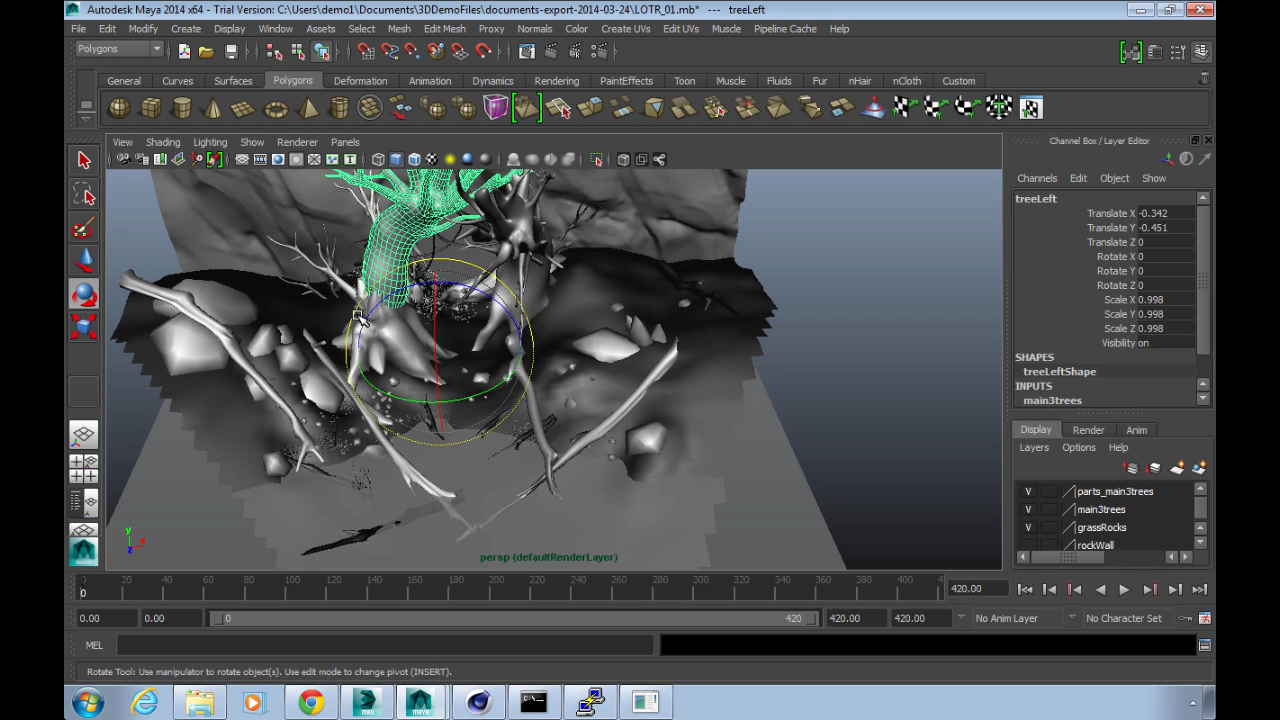 Autodesk Maya 2014 x64 - Trial Version: C:\Users\demo1\Documents\3DDemoFiles\documents-export-2014-03-24\LOTR_01.mb* --- treeLeft
File Edit Modify Create Display Window Assets Select Mesh Edit Mesh Proxy Normals Color Create UVs Edit UVs Muscle Pipeline Cache Help
Polygons
General Curves Surfaces Polygons Deformation Animation Dynamics Rendering PaintEffects Toon Muscle Fluids Fur nHair nCloth Custom
View Shading Lighting Show Renderer Panels
Channel Box / Layer Editor
Channels Edit Object Show
treeLeft
Translate X -0.342
Translate Y -0.451
Translate Z 0
Rotate X 0
Rotate Y 0
Rotate Z 0
Scale X 0.998
Scale Y 0.998
Scale Z 0.998
Visibility on
SHAPES
treeLeftShape
INPUTS
main3trees
Display Render Anim
Layers Options Help
V parts_main3trees
V main3trees
V grassRocks
rockWall
y
x
z
persp (defaultRenderLayer)
0 20 40 60 80 100 120 140 160 180 200 220 240 260 280 300 320 340 360 380 400 4
0
420.00
0.00 0.00 0 420 420.00 420.00 No Anim Layer No Character Set
MEL
Rotate Tool: Use manipulator to rotate object(s). Use edit mode to change pivot (INSERT).
MAX
MAYA